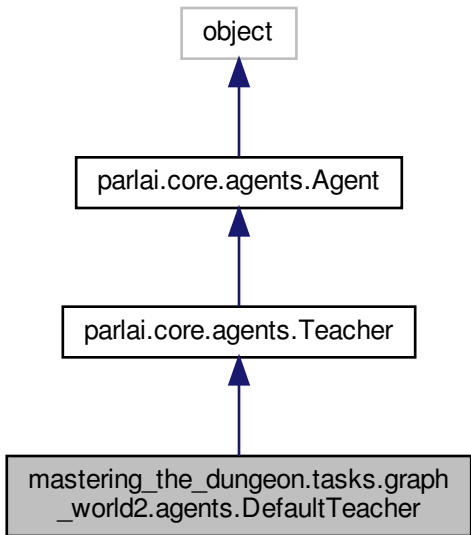 object
parlai.core.agents.Agent
parlai.core.agents.Teacher
mastering_the_dungeon.tasks.graph
_world2.agents.DefaultTeacher